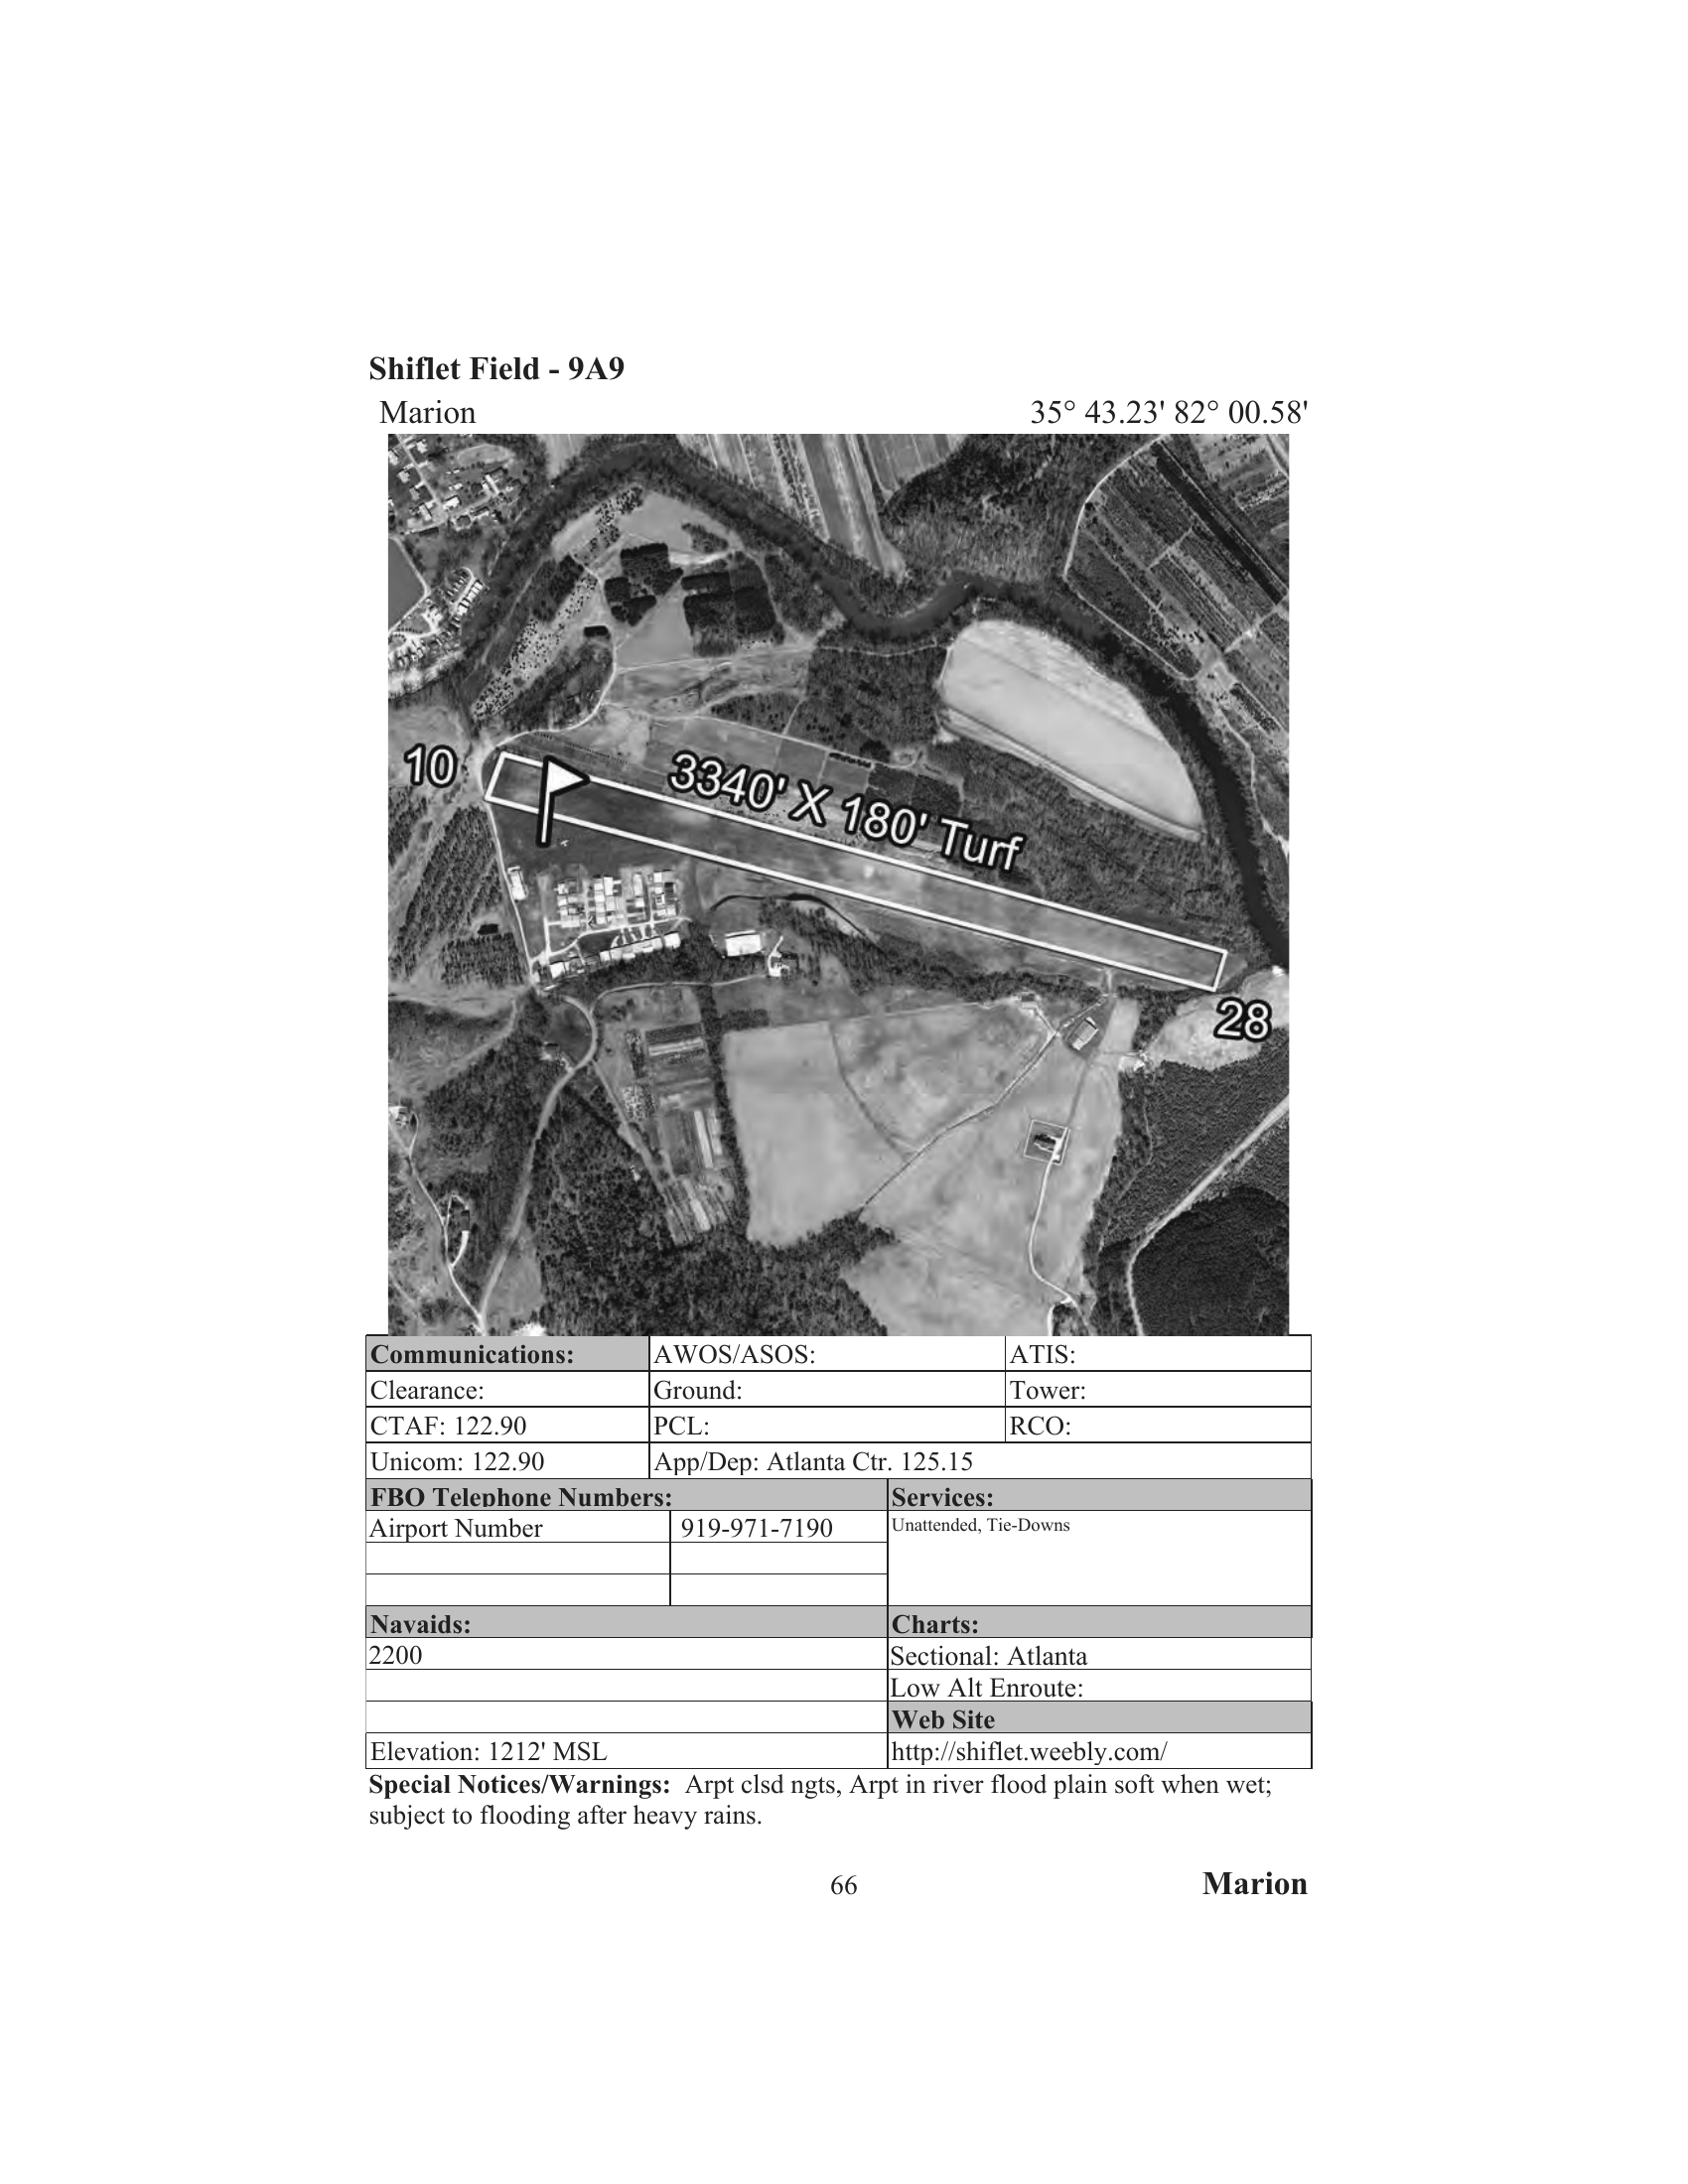 Shiflet Field - 9A9
Marion 35° 43.23' 82° 00.58'
10
3340' X 180' Turf
28
Communications: AWOS/ASOS: ATIS:
Clearance: Ground: Tower:
CTAF: 122.90 PCL: RCO:
Unicom: 122.90 App/Dep: Atlanta Ctr. 125.15
FBO Telephone Numbers: Services:
Airport Number 919-971-7190 Unattended, Tie-Downs
Navaids: Charts:
2200 Sectional: Atlanta
Low Alt Enroute:
Web Site
Elevation: 1212' MSL http://shiflet.weebly.com/
Special Notices/Warnings: Arpt clsd ngts, Arpt in river flood plain soft when wet;
subject to flooding after heavy rains.
66 Marion